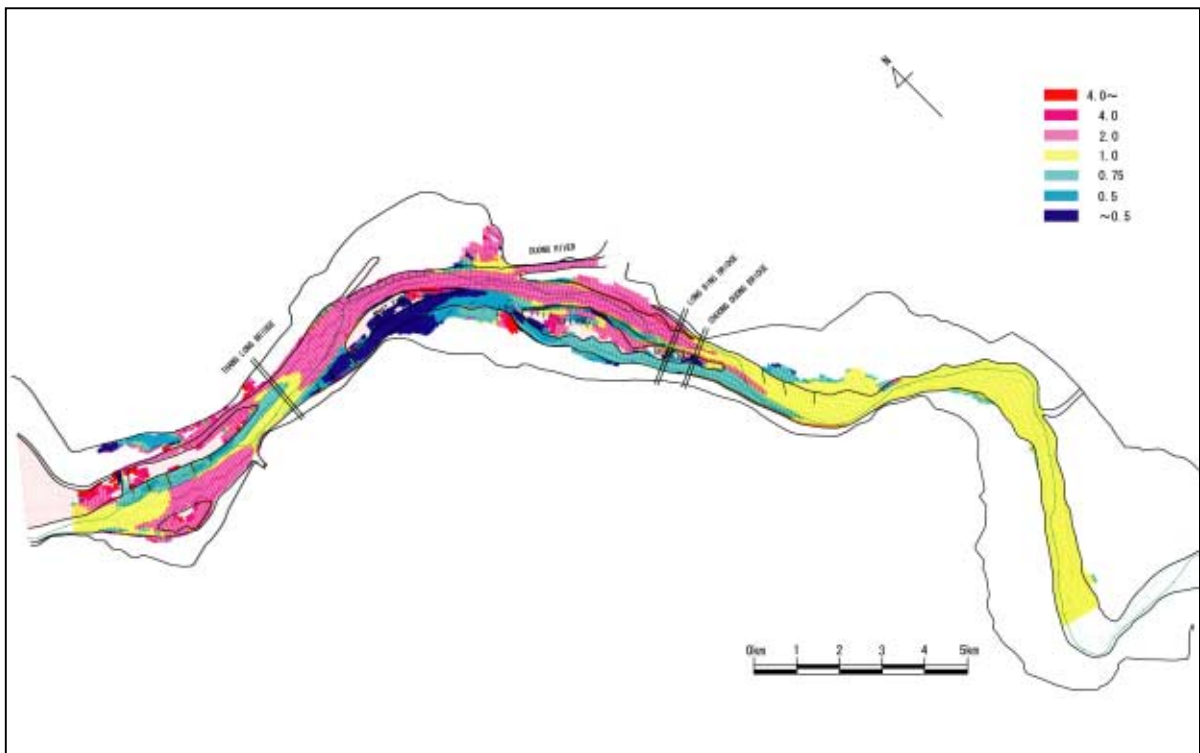 N
4.0~
4.0
2.0
1.0
0.75
0.5
~0.5
DUONG RIVER
THANG LONG BRIDGE
LONG BIEN BRIDGE
CHUONG DUONG BRIDGE
0km 1 2 3 4 5km